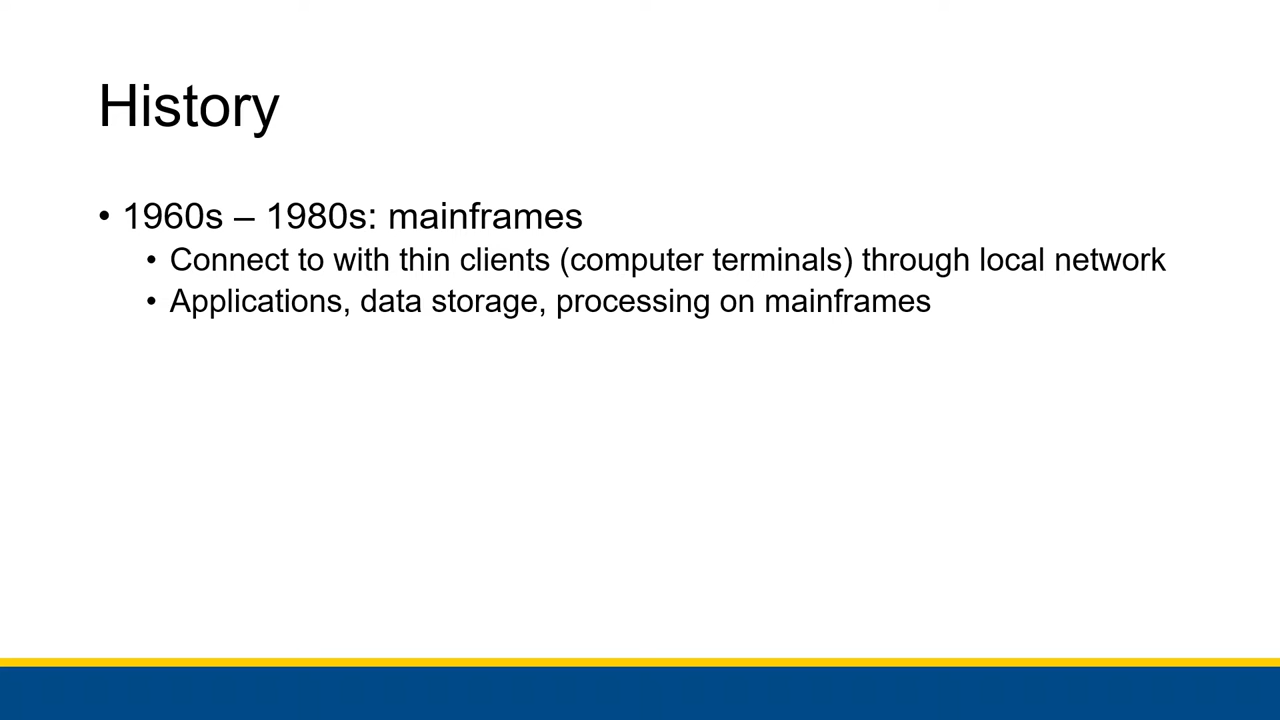 History
• 1960s – 1980s: mainframes
• Connect to with thin clients (computer terminals) through local network
• Applications, data storage, processing on mainframes